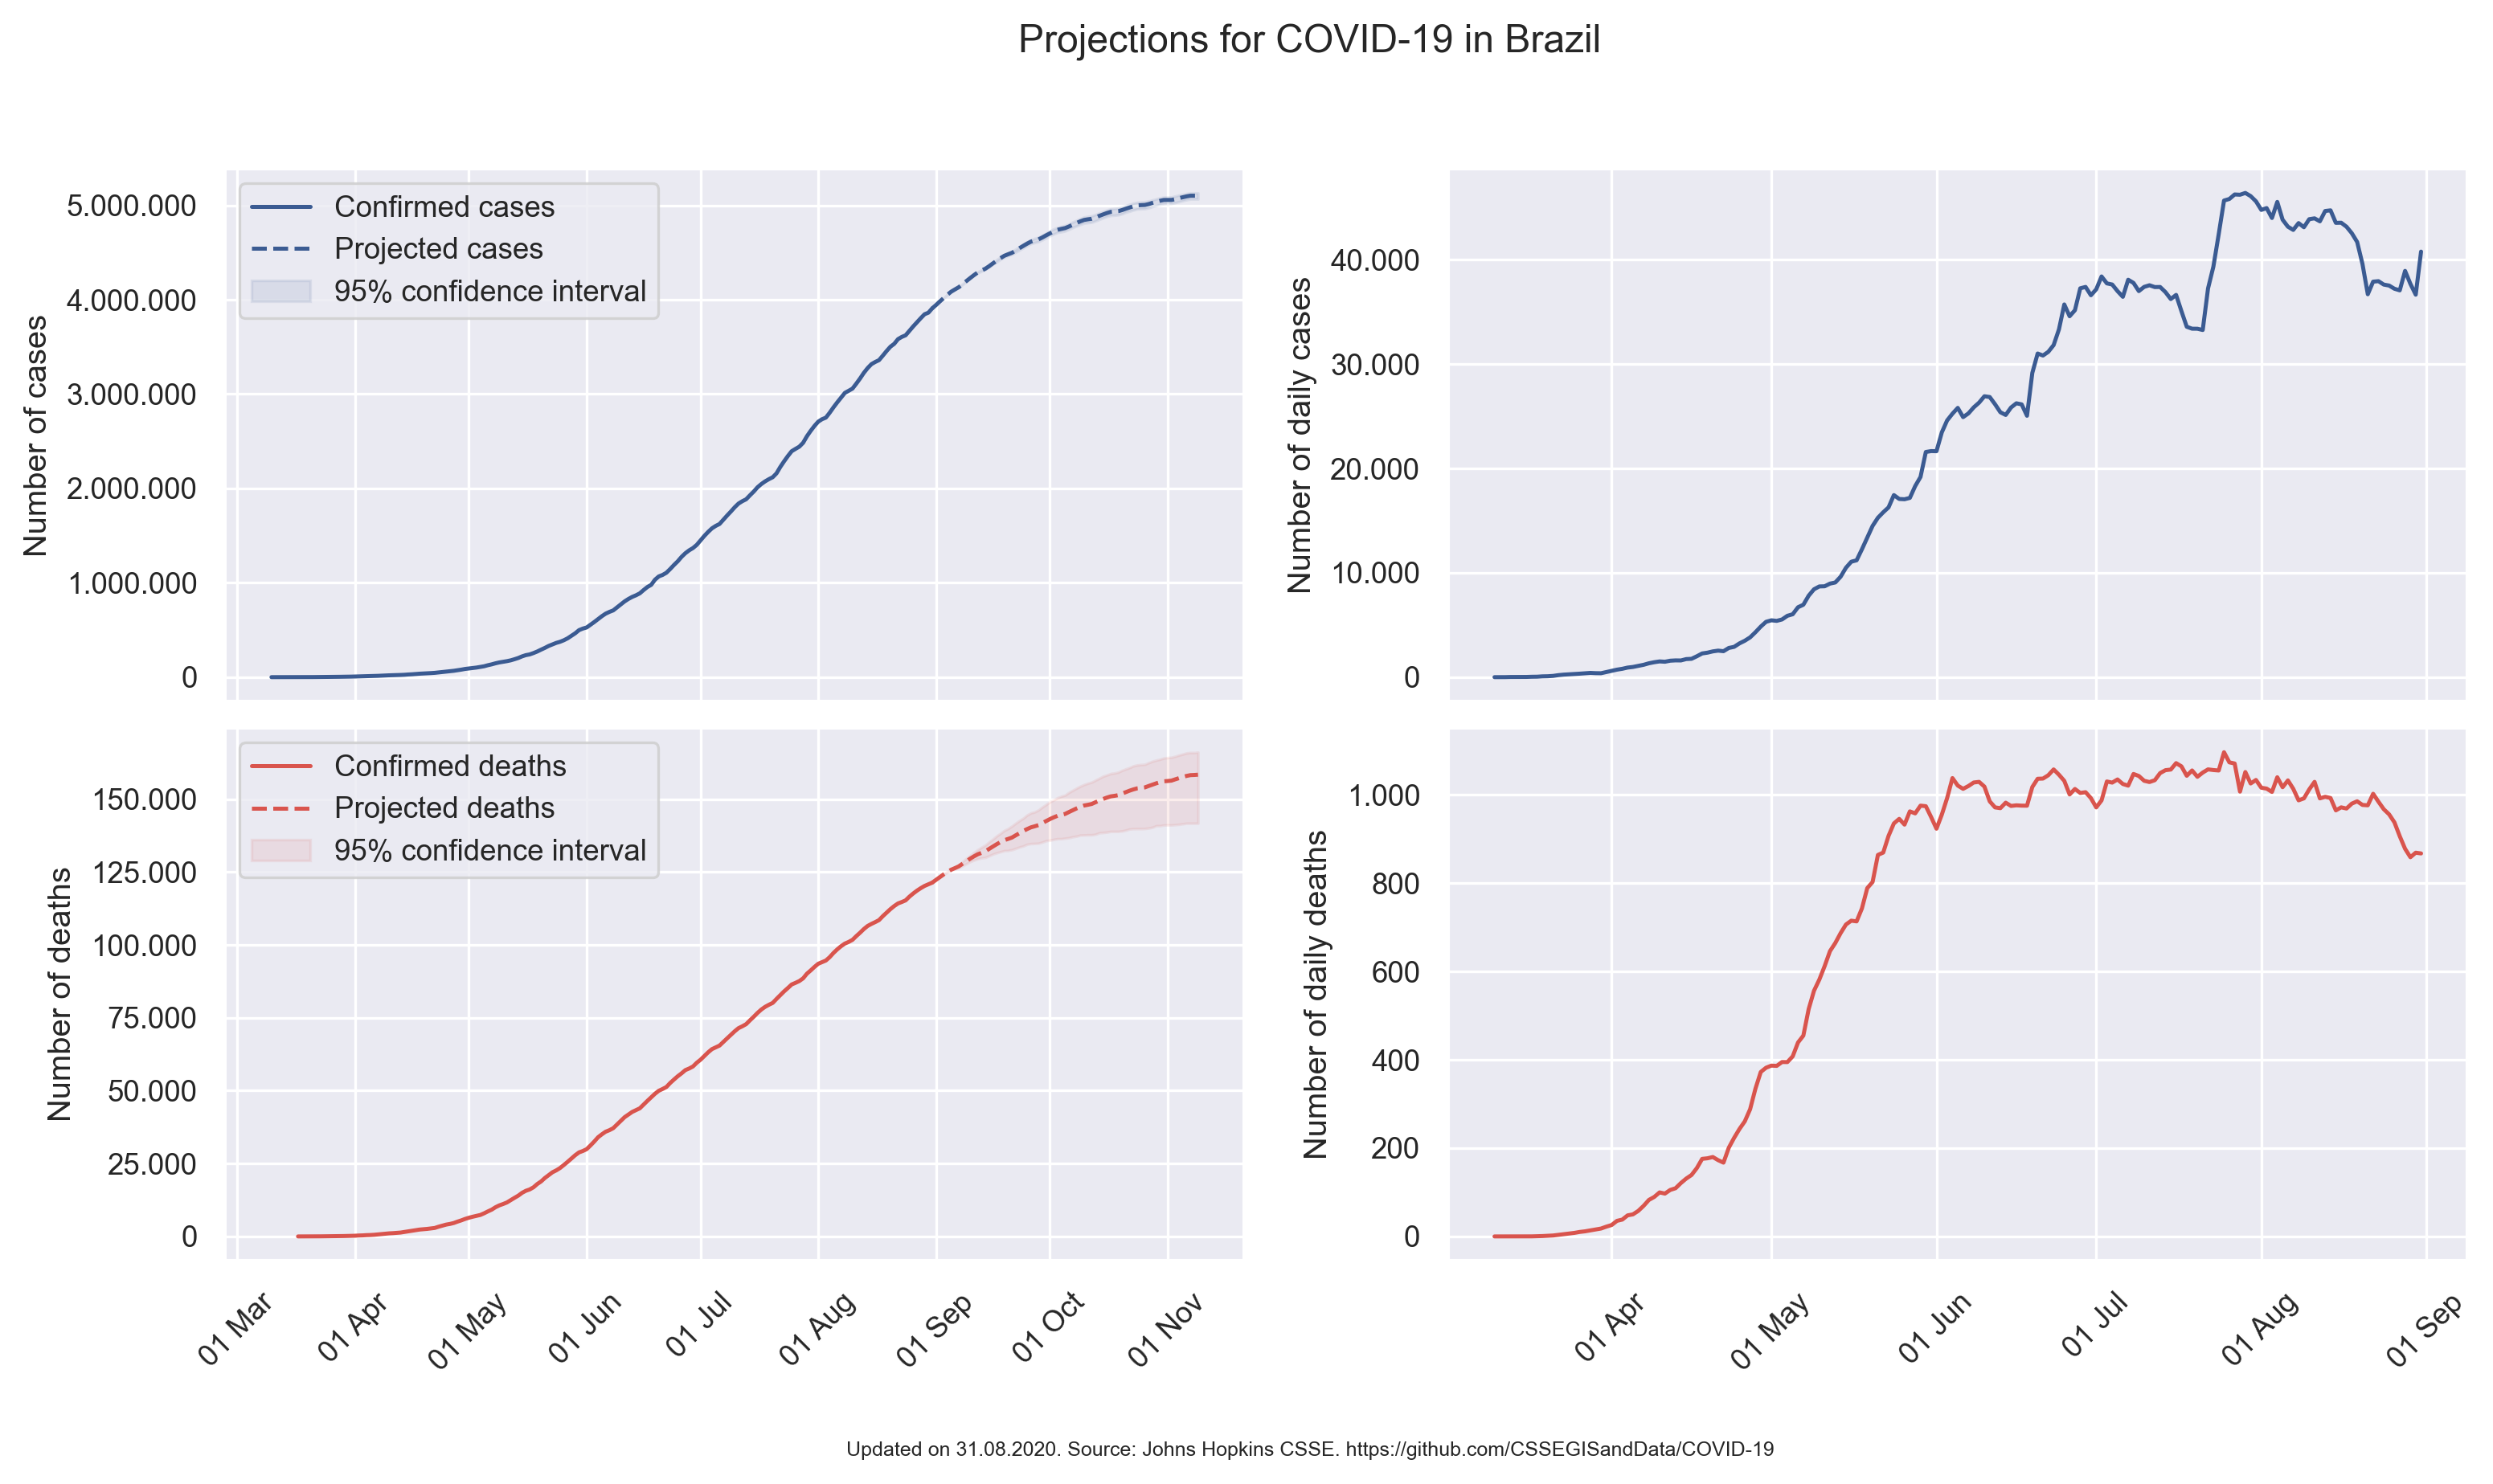 Projections for COVID-19 in Brazil
Number of cases
5.000.000
4.000.000
3.000.000
2.000.000
1.000.000
0
Confirmed cases
Projected cases
95% confidence interval
Number of daily cases
40.000
30.000
20.000
10.000
0
Number of deaths
150.000
125.000
100.000
75.000
50.000
25.000
0
Confirmed deaths
Projected deaths
95% confidence interval
01 Mar
01 Apr
01 May
01 Jun
01 Jul
01 Aug
01 Sep
01 Oct
01 Nov
Number of daily deaths
1.000
800
600
400
200
0
01 Apr
01 May
01 Jun
01 Jul
01 Aug
01 Sep
Updated on 31.08.2020. Source: Johns Hopkins CSSE. https://github.com/CSSEGISandData/COVID-19